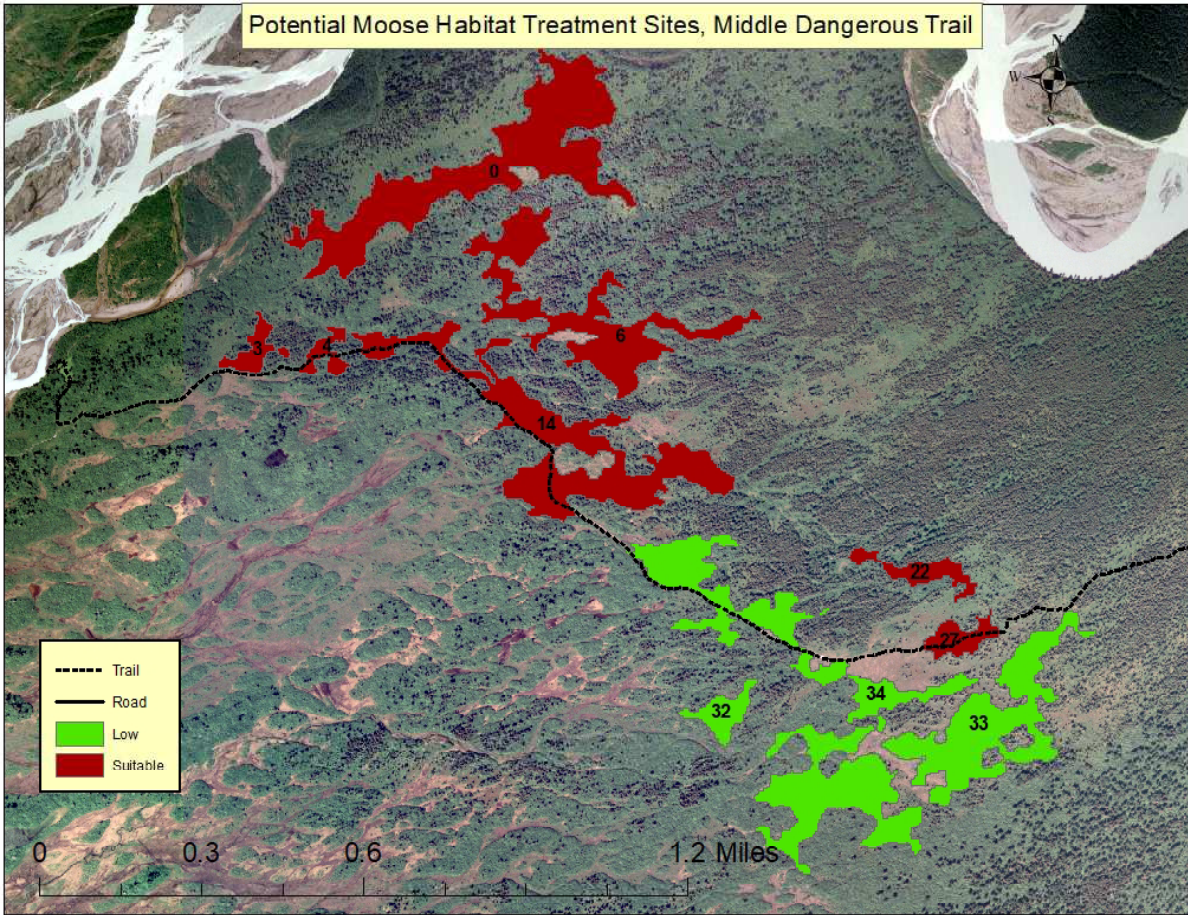 Potential Moose Habitat Treatment Sites, Middle Dangerous Trail
N
W
S
0
6
3
4
14
22
27
34
32
33
Trail
Road
Low
Suitable
0 0.3 0.6 1.2 Miles